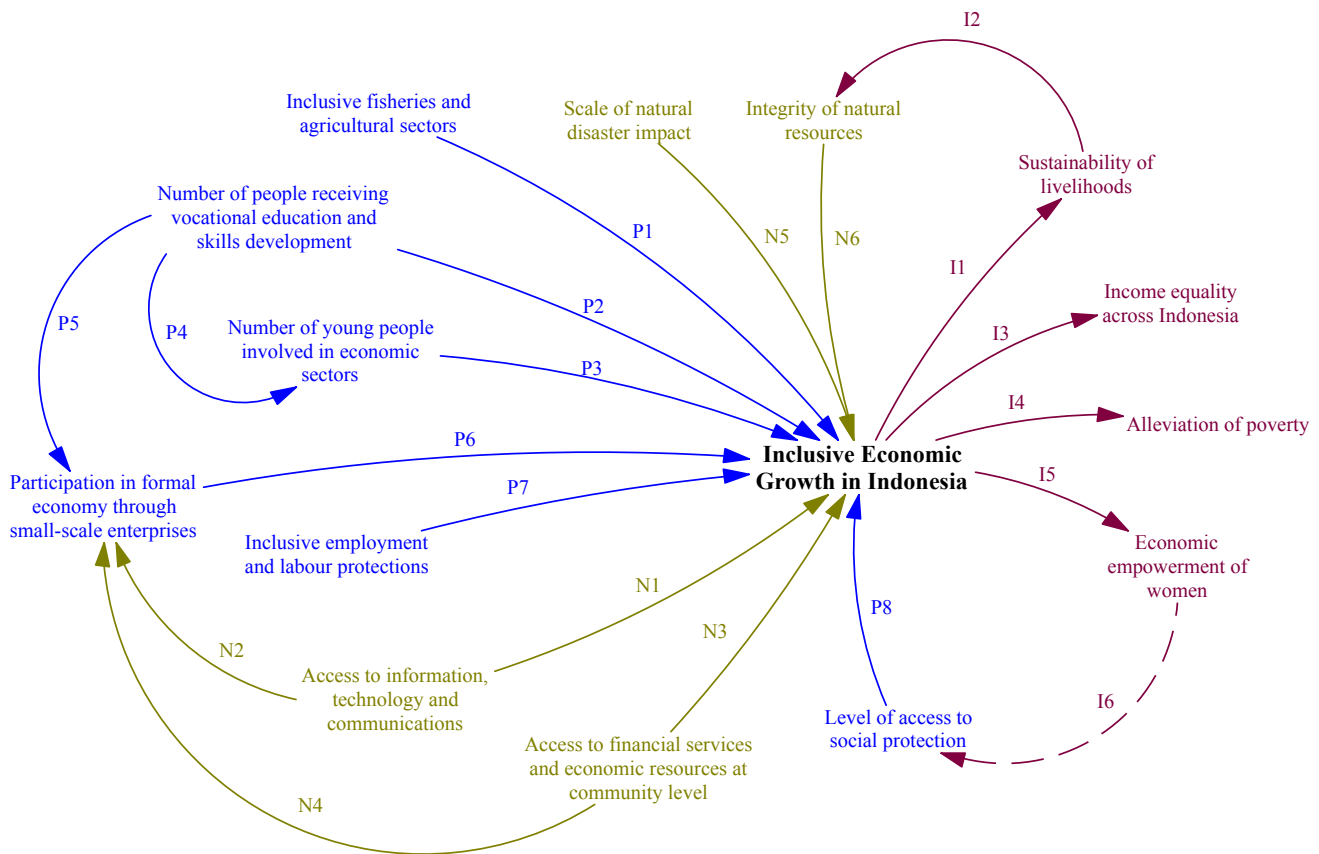 I2
Inclusive fisheries and
agricultural sectors
Scale of natural
disaster impact
Integrity of natural
resources
Sustainability of
livelihoods
Number of people receiving
vocational education and
skills development
P1
N5
N6
I1
P5
P4
P2
Number of young people
involved in economic
sectors
P3
Income equality
across Indonesia
I3
I4
Alleviation of poverty
P6
Inclusive Economic
Growth in Indonesia
I5
Participation in formal
economy through
small-scale enterprises
P7
Inclusive employment
and labour protections
Economic
empowerment of
women
N1
N3
P8
N2
Access to information,
technology and
communications
Level of access to
social protection
I6
Access to financial services
and economic resources at
community level
N4